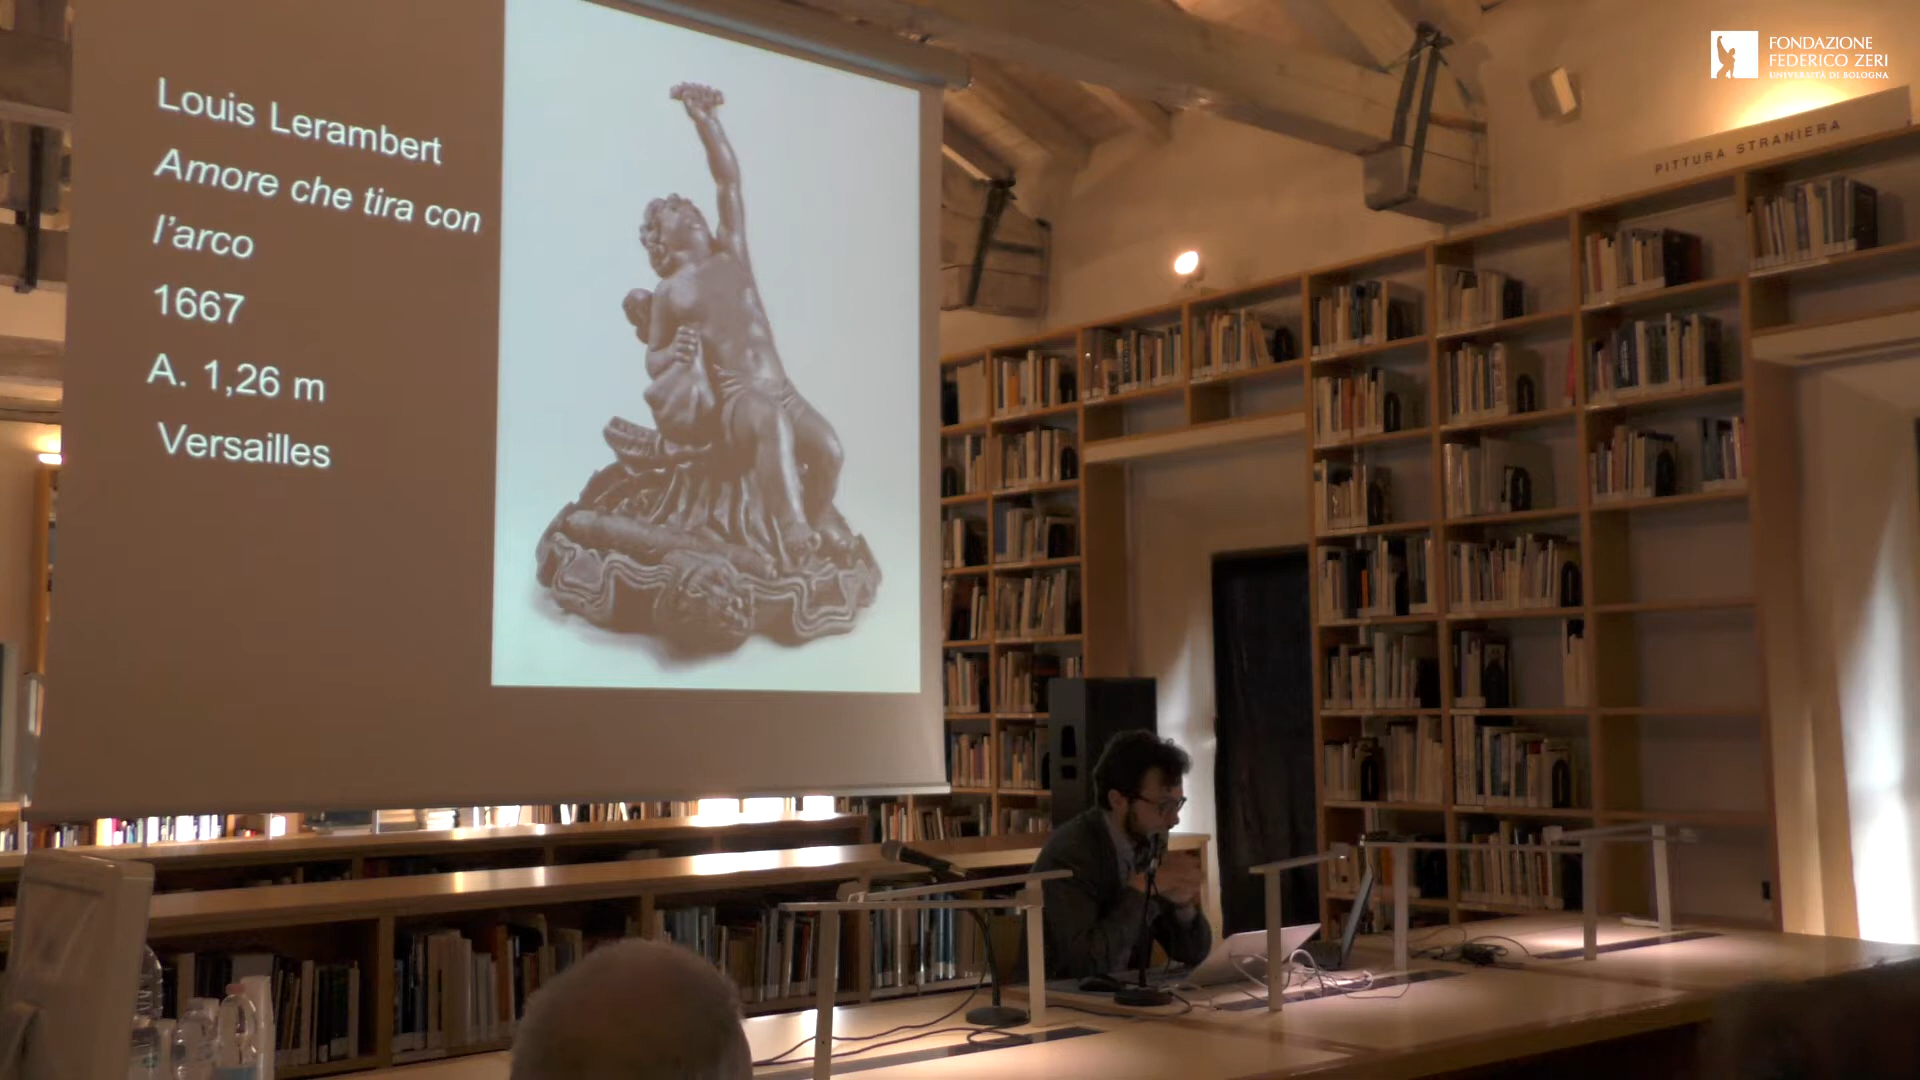 Louis Lerambert
Amore che tira con
l’arco
1667
A. 1,26 m
Versailles
FONDAZIONE
FEDERICO ZERI
UNIVERSITÀ DI BOLOGNA
PITTURA STRANIERA